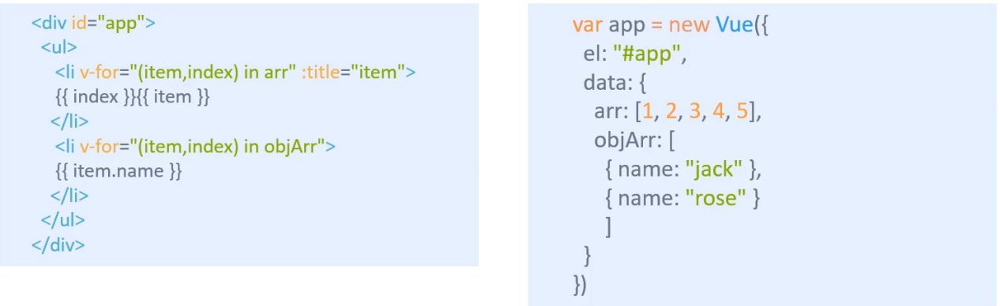 <div id="app">
<ul>
<li v-for="(item,index) in arr" :title="item">
{{ index }}{{ item }}
</li>
<li v-for="(item,index) in objArr">
{{ item.name }}
</li>
</ul>
</div>
var app = new Vue({
el: "#app",
data: {
arr: [1, 2, 3, 4, 5],
objArr: [
{ name: "jack" },
{ name: "rose" }
]
}
})